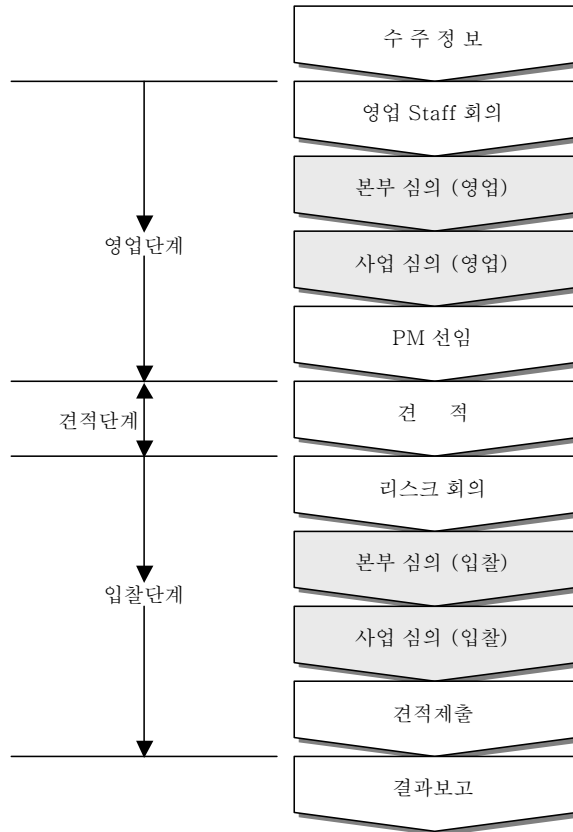 수 주 정 보
영업 Staff 회의
본부 심의 (영업)
영업단계
사업 심의 (영업)
PM 선임
견적단계
견 적
리스크 회의
본부 심의 (입찰)
입찰단계
사업 심의 (입찰)
견적제출
결과보고